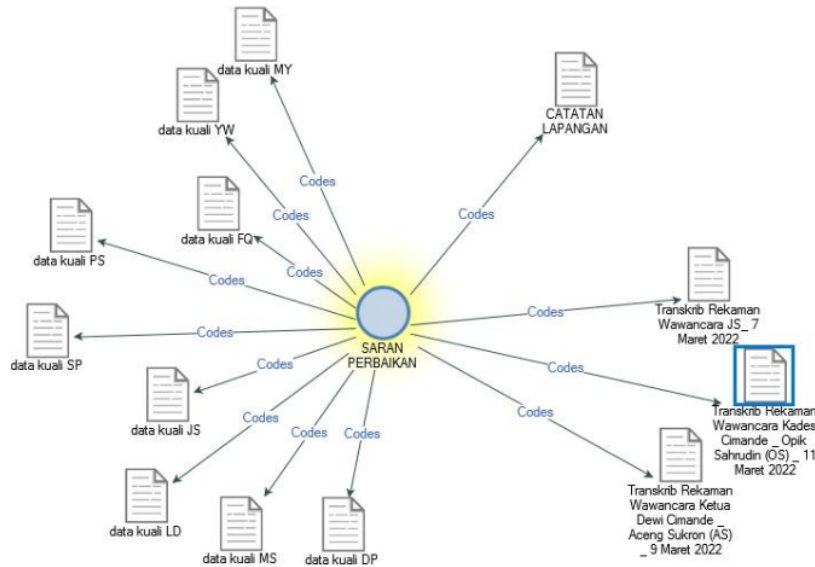 data kuali MY
data kuali YW
CATATAN
LAPANGAN
Codes
Codes
Codes
data kuali FQ
Codes
data kuali PS
Codes
Codes
Transkrib Rekaman
Wawancara JS_ 7
Maret 2022
Codes
data kuali SP
Codes
SARAN
PERBAIKAN
Codes
Codes
data kuali JS
Codes
Codes
Codes
Codes
Transkrib Rekaman
Wawancara Kades
Cimande _ Opik
Sahrudin (OS) _ 11
Maret 2022
data kuali LD
data kuali MS
data kuali DP
Transkrib Rekaman
Wawancara Ketua
Dewi Cimande _
Aceng Sukron (AS)
_ 9 Maret 2022